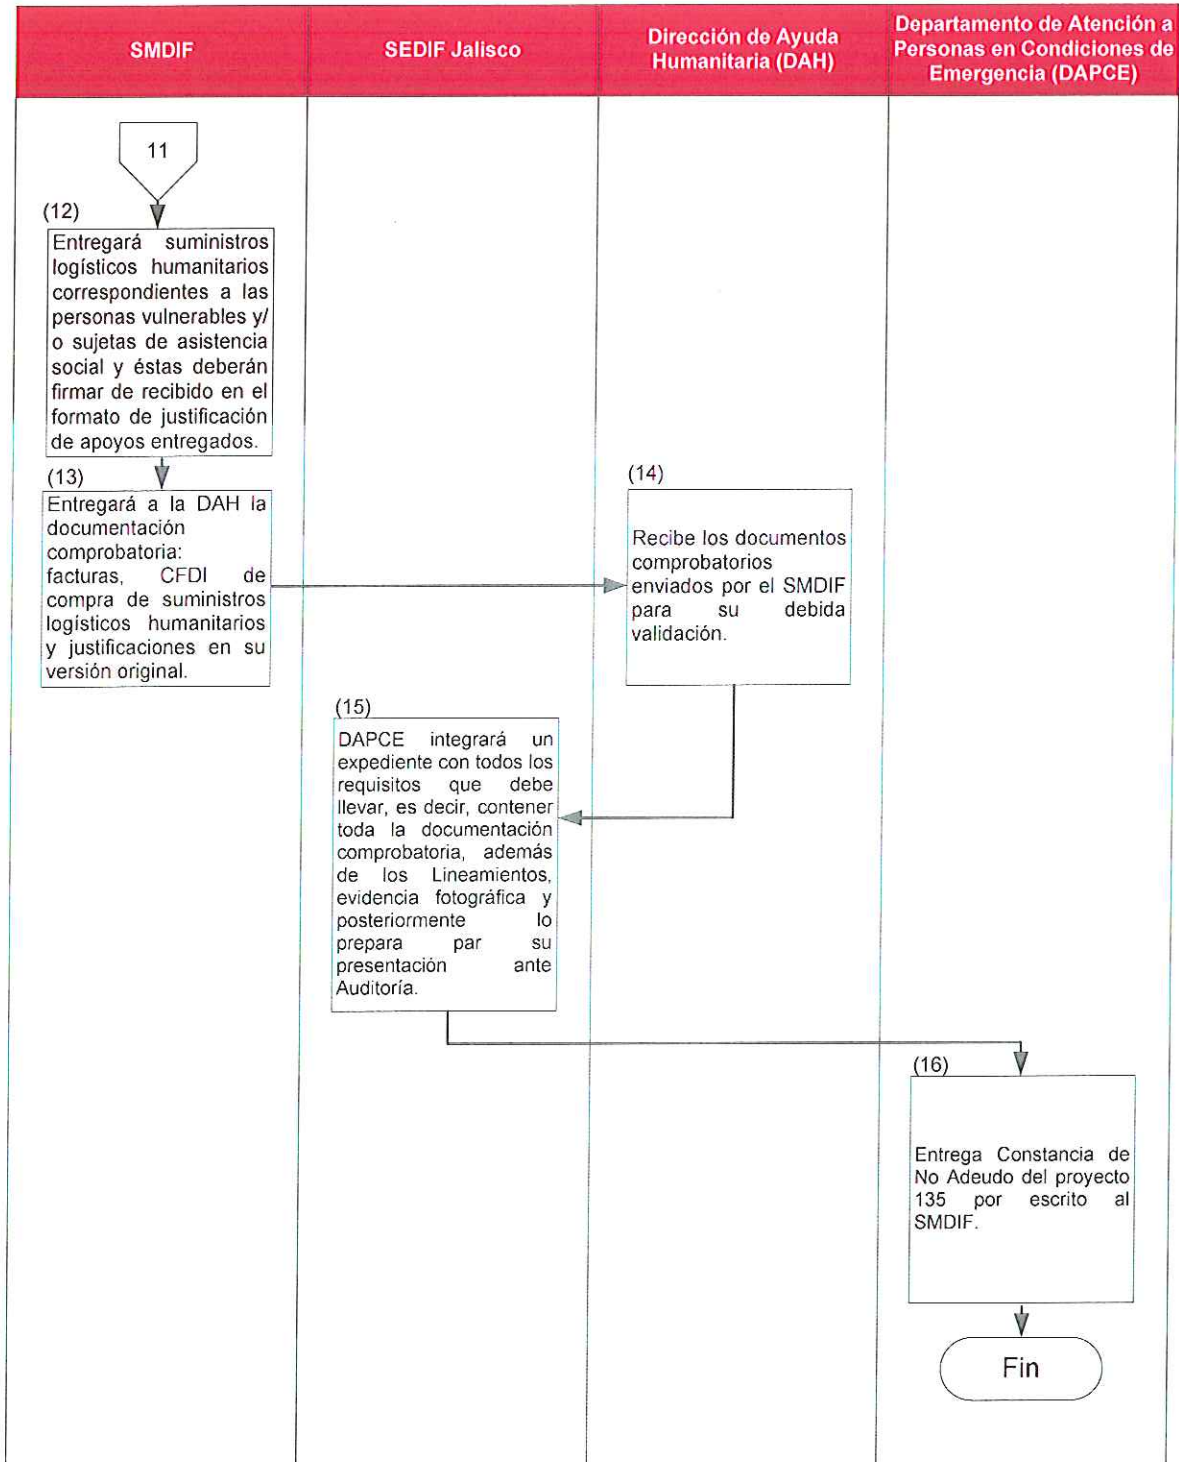 SMDIF
SEDIF Jalisco
Dirección de Ayuda
Humanitaria (DAH)
Departamento de Atención a
Personas en Condiciones de
Emergencia (DAPCE)
11
(12)
Entregará suministros
logísticos humanitarios
correspondientes a las
personas vulnerables y/
o sujetas de asistencia
social y éstas deberán
firmar de recibido en el
formato de justificación
de apoyos entregados.
(13)
Entregará a la DAH la
documentación
comprobatoria:
facturas, CFDI de
compra de suministros
logísticos humanitarios
y justificaciones en su
versión original.
(14)
Recibe los documentos
comprobatorios
enviados por el SMDIF
para su debida
validación.
(15)
DAPCE integrará un
expediente con todos los
requisitos que debe
llevar, es decir, contener
toda la documentación
comprobatoria, además
de los Lineamientos,
evidencia fotográfica y
posteriormente lo
prepara par su
presentación ante
Auditoría.
(16)
Entrega Constancia de
No Adeudo del proyecto
135 por escrito al
SMDIF.
Fin